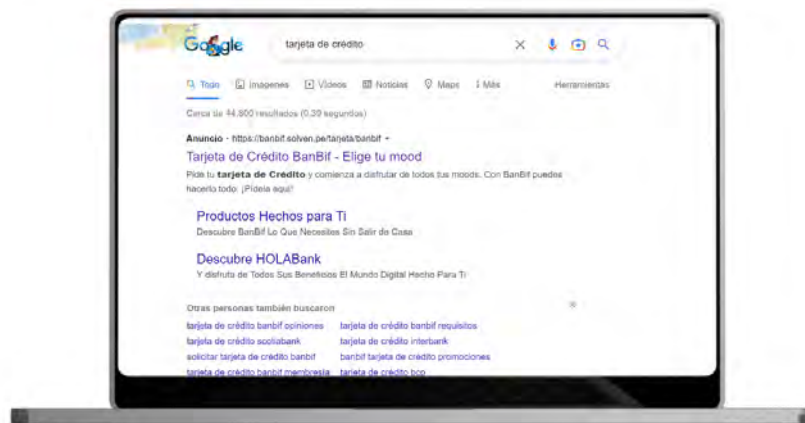 Google
tarjeta de crédito
Todo Imágenes Vídeos Noticias Maps Más Herramientas
Cerca de 44,800 resultados (0.39 segundos)
Anuncio · https://banbif.solven.pe/tarjeta/banbif
Tarjeta de Crédito BanBif - Elige tu mood
Pide tu tarjeta de Crédito y comienza a disfrutar de todos tus moods. Con BanBif puedes
hacerlo todo. ¡Pídela aquí!
Productos Hechos para Ti
Descubre BanBif Lo Que Necesites Sin Salir de Casa
Descubre HOLABank
Y disfruta de Todos Sus Beneficios El Mundo Digital Hecho Para Ti
Otras personas también buscaron
tarjeta de crédito banbif opiniones tarjeta de crédito banbif requisitos
tarjeta de crédito scotiabank tarjeta de crédito interbank
solicitar tarjeta de crédito banbif banbif tarjeta de crédito promociones
tarjeta de crédito banbif membresía tarjeta de crédito bcp